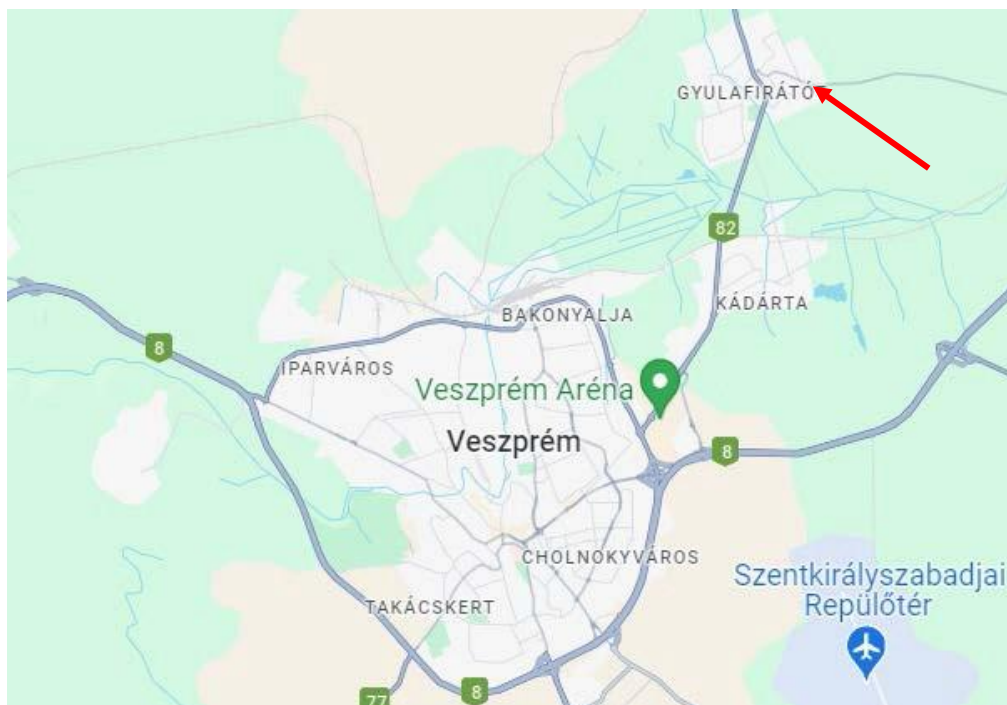 GYULAFIRÁTÓ
82
KÁDÁRTA
BAKONYALJA
8
IPARVÁROS
Veszprém Aréna
Veszprém
8
CHOLNOKYVÁROS
Szentkirályszabadjai
Repülőtér
TAKÁCSKERT
77
8